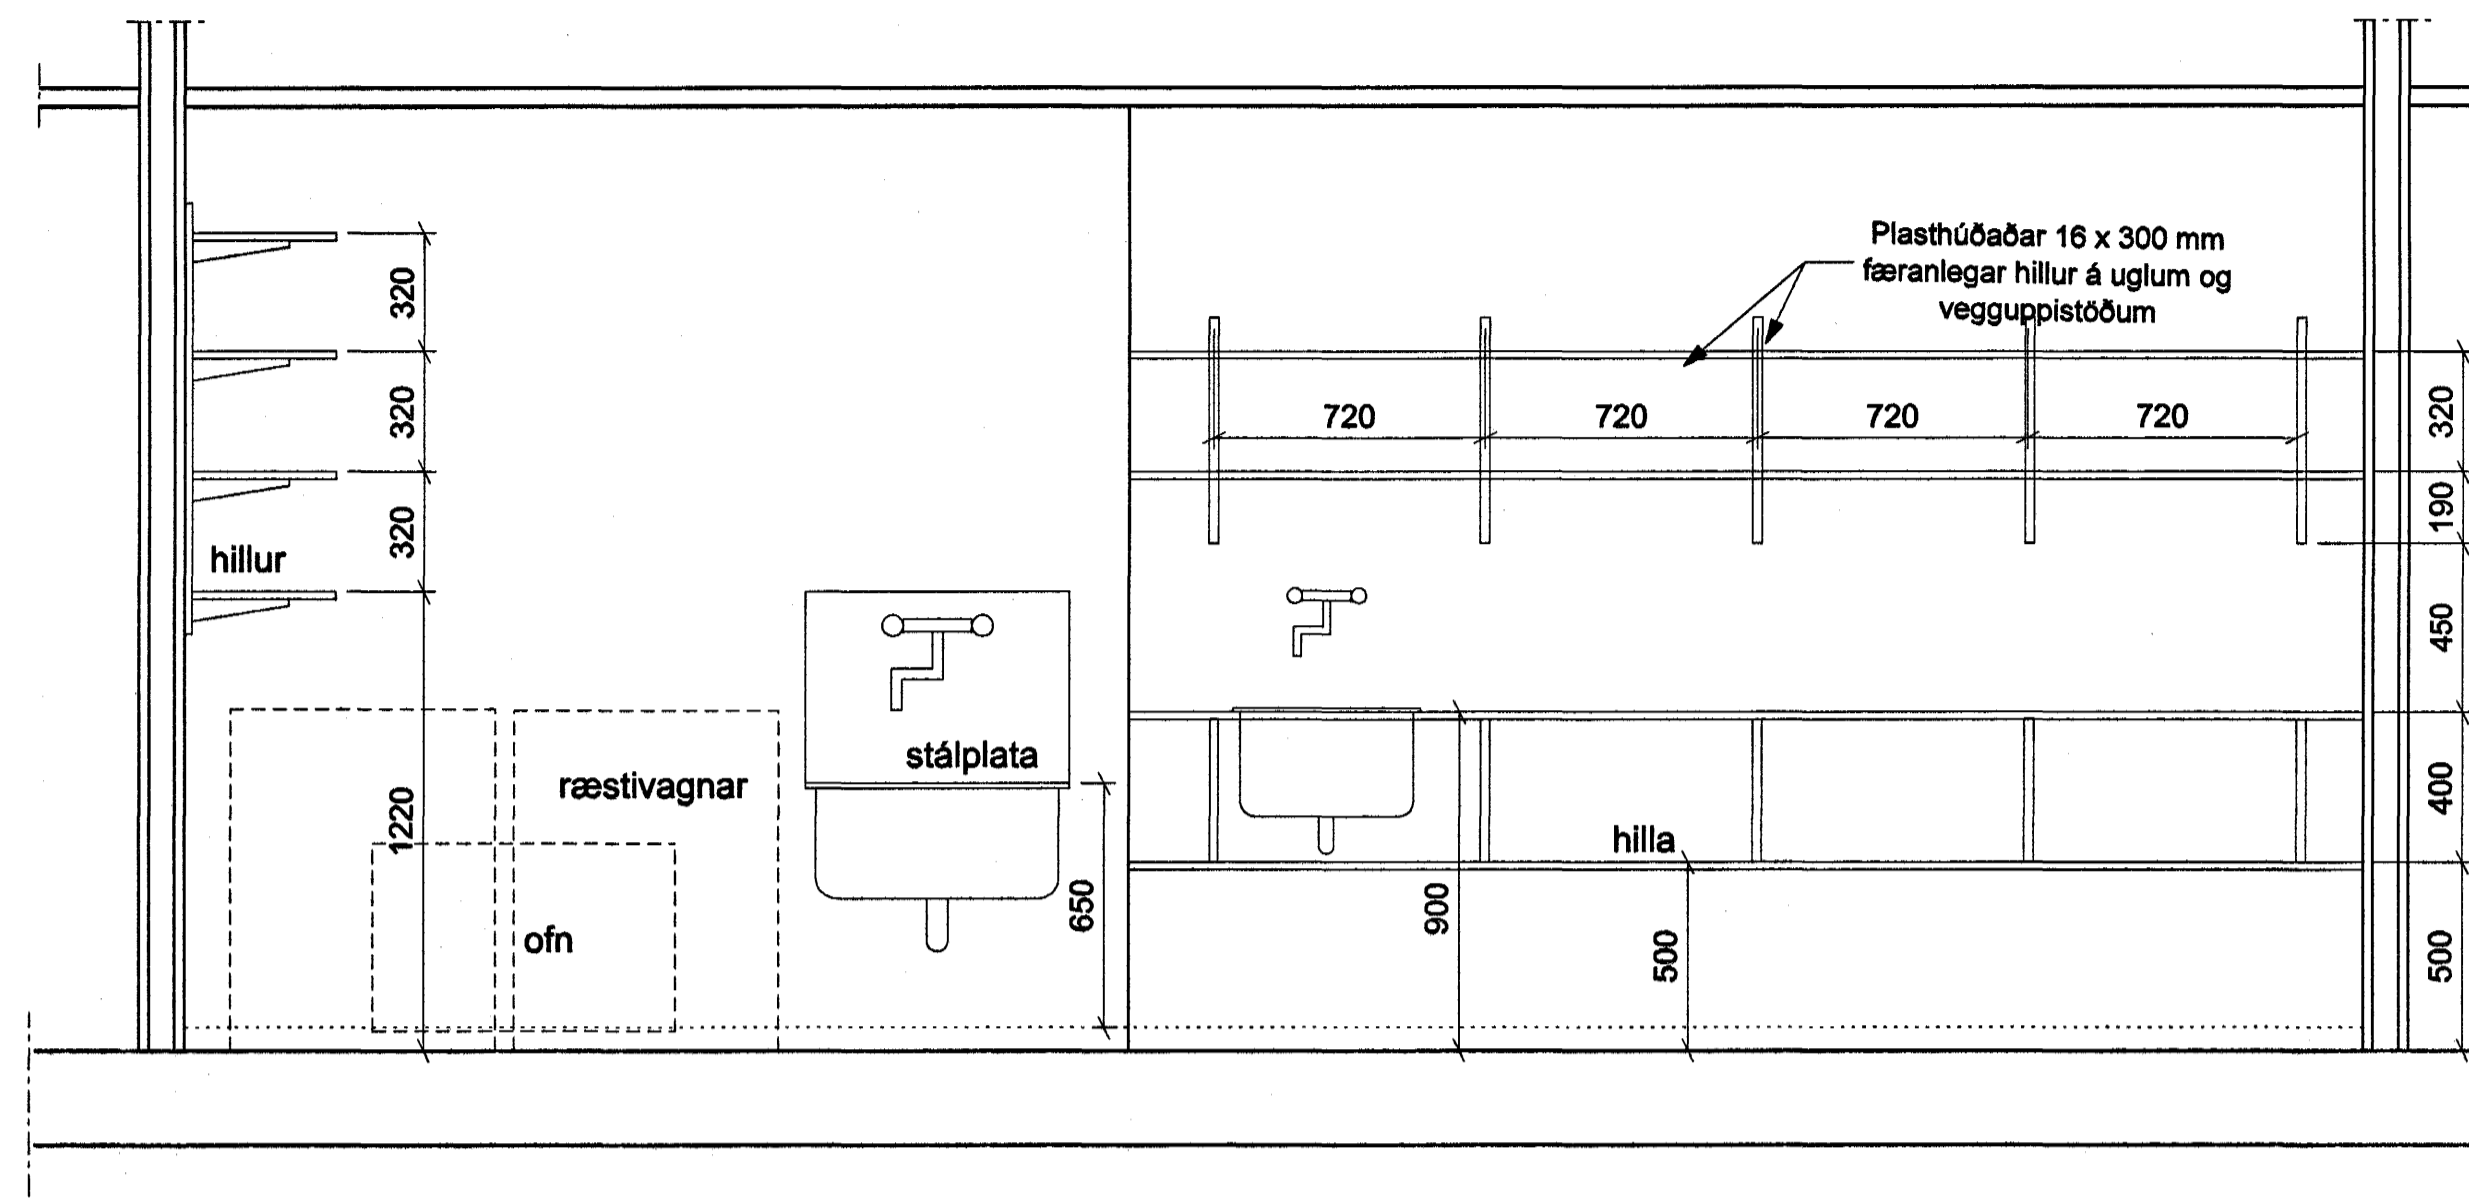 Plasthúðaðar 16 x 300 mm
færanlegar hillur á uglum og
vegguppistöðum
320
320
320
hillur
1220
720
720
720
720
320
190
450
400
500
stálplata
ræstivagnar
ofn
650
hilla
900
500